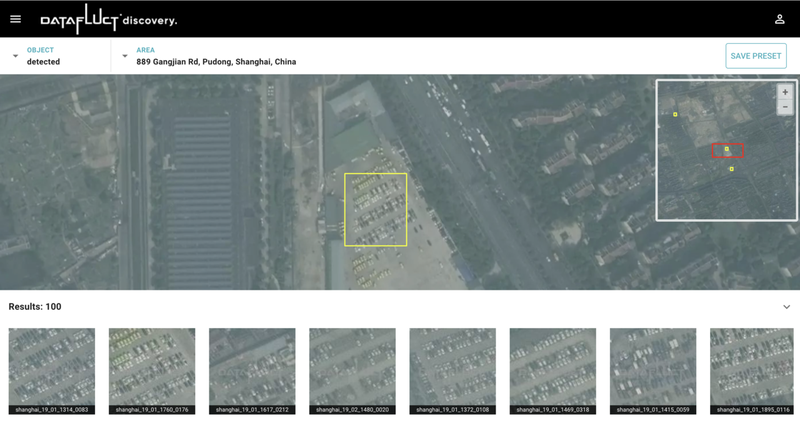 DATAFLUCT discovery.
OBJECT
detected
AREA
889 Gangjian Rd, Pudong, Shanghai, China
SAVE PRESET
+
−
Results: 100
shanghai_19_01_1314_0083
shanghai_19_01_1760_0176
shanghai_19_01_1617_0212
shanghai_19_02_1480_0020
shanghai_19_01_1372_0108
shanghai_19_01_1469_0318
shanghai_19_01_1415_0059
shanghai_19_01_1895_0116